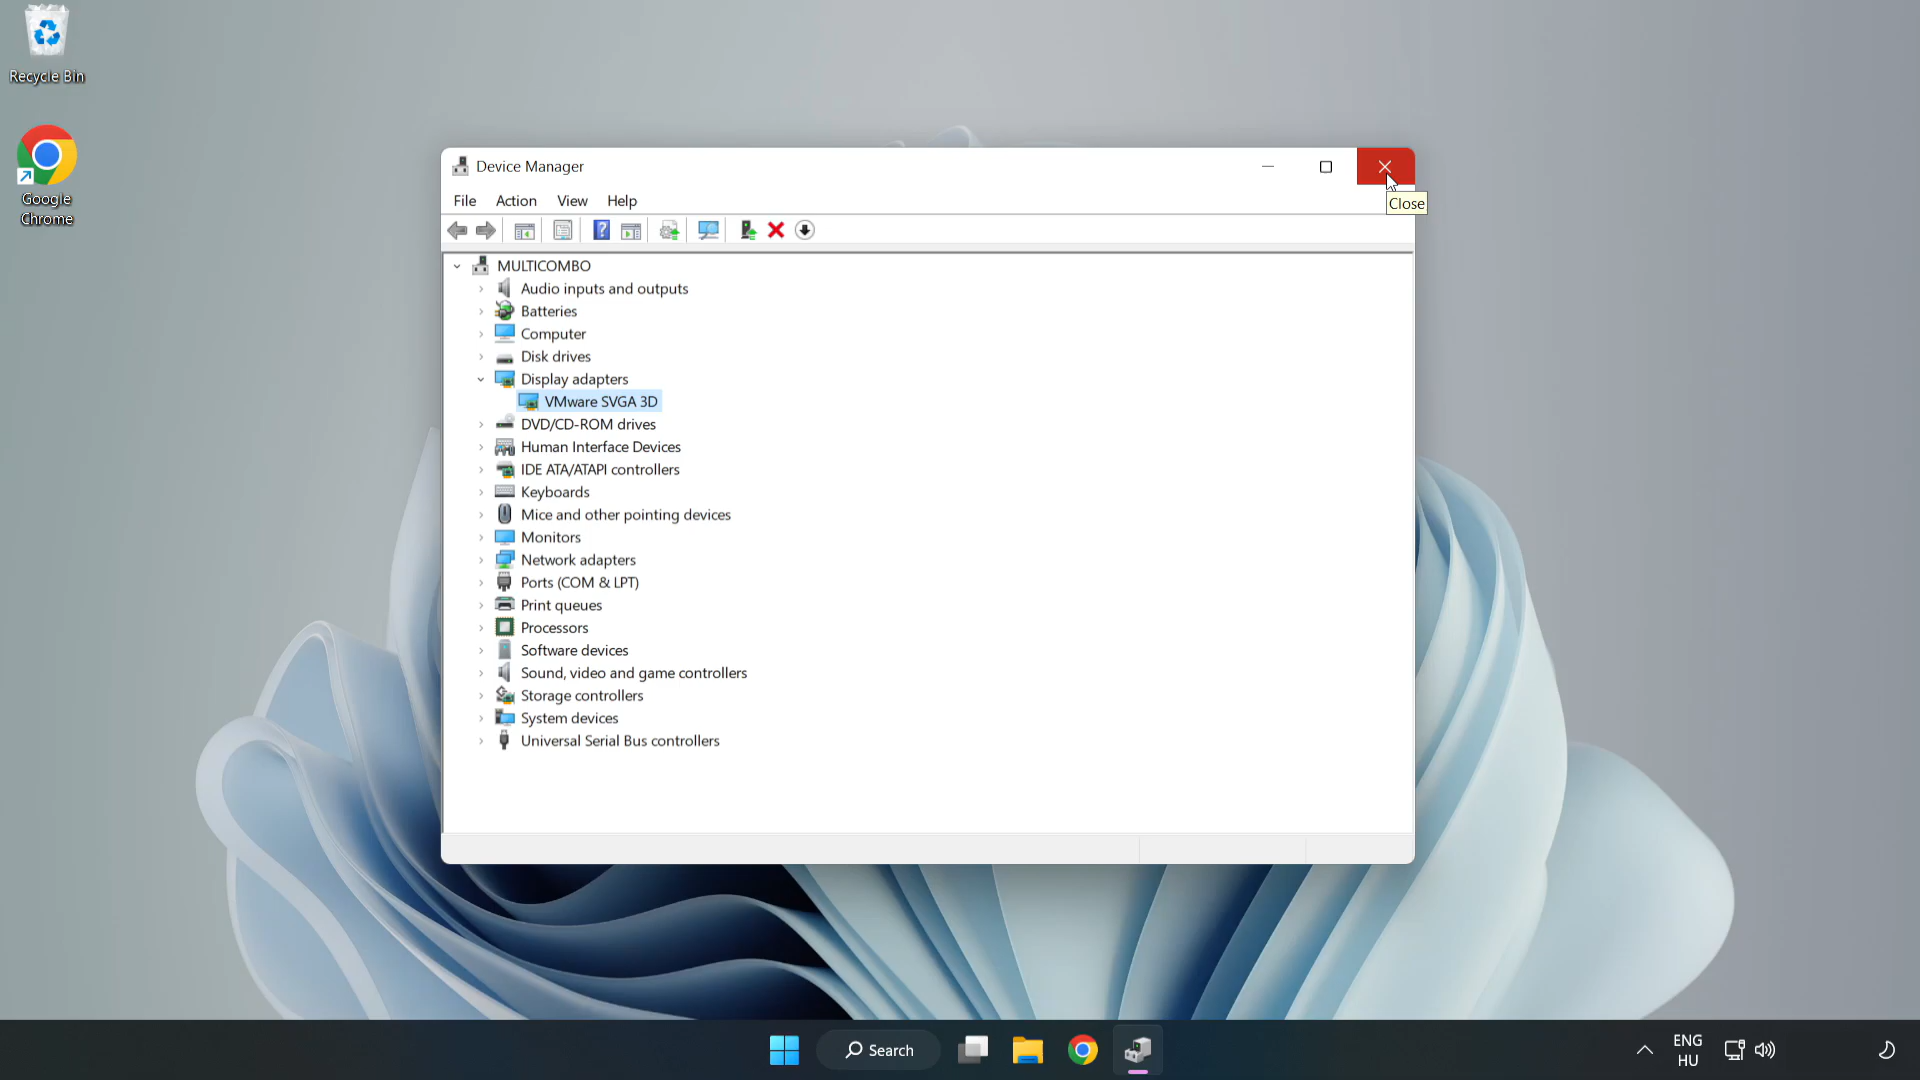 Recycle Bin
Google
Chrome
Device Manager
Close
File Action View Help
MULTICOMBO
Audio inputs and outputs
Batteries
Computer
Disk drives
Display adapters
VMware SVGA 3D
DVD/CD-ROM drives
Human Interface Devices
IDE ATA/ATAPI controllers
Keyboards
Mice and other pointing devices
Monitors
Network adapters
Ports (COM & LPT)
Print queues
Processors
Software devices
Sound, video and game controllers
Storage controllers
System devices
Universal Serial Bus controllers
Search
ENG
HU